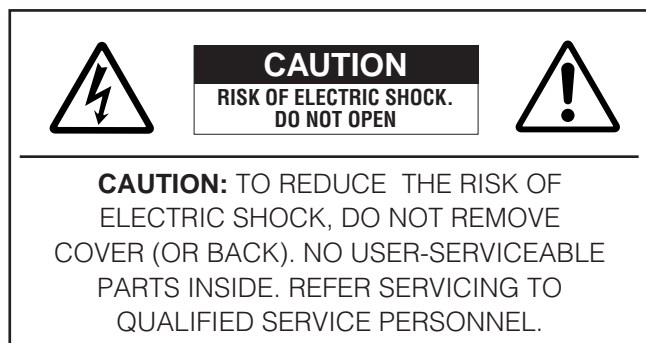 CAUTION
RISK OF ELECTRIC SHOCK.
DO NOT OPEN
CAUTION: TO REDUCE THE RISK OF
ELECTRIC SHOCK, DO NOT REMOVE
COVER (OR BACK). NO USER-SERVICEABLE
PARTS INSIDE. REFER SERVICING TO
QUALIFIED SERVICE PERSONNEL.